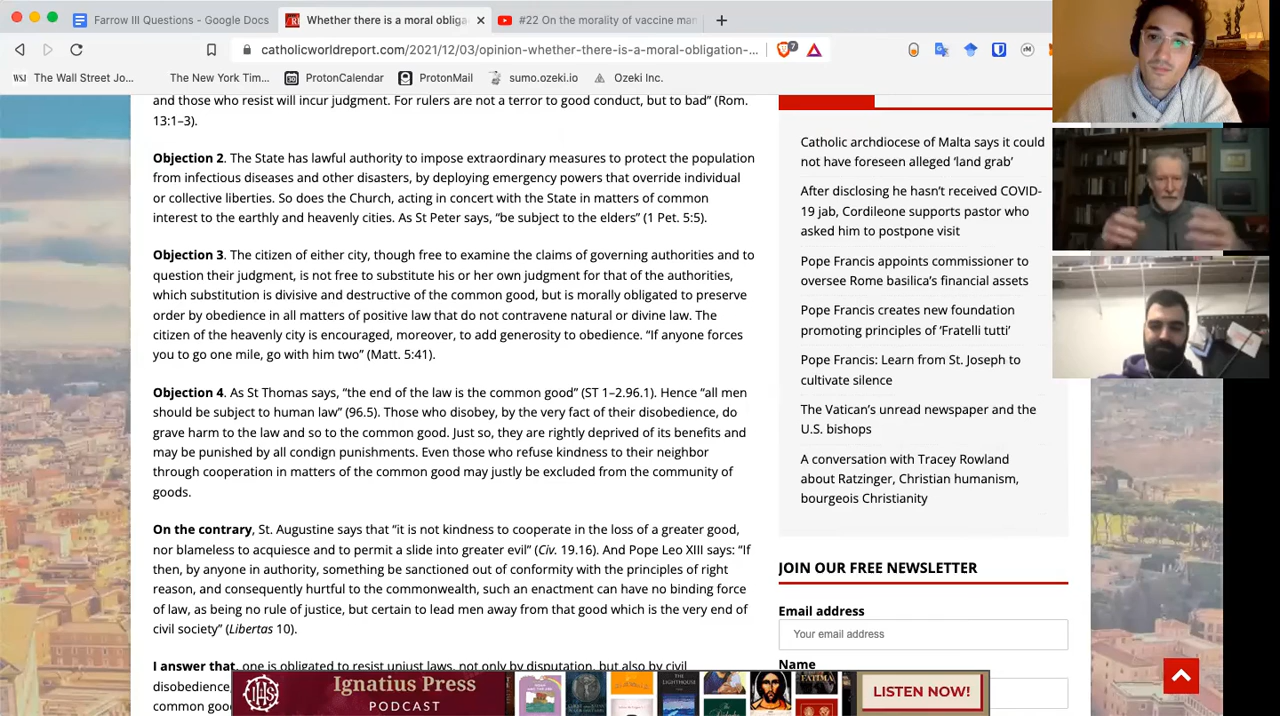 Farrow III Questions - Google Docs
Whether there is a moral obliga
#22 On the morality of vaccine man
catholicworldreport.com/2021/12/03/opinion-whether-there-is-a-moral-obligation-...
7
WSJ The Wall Street Jo...
The New York Tim...
ProtonCalendar
ProtonMail
sumo.ozeki.io
Ozeki Inc.
and those who resist will incur judgment. For rulers are not a terror to good conduct, but to bad” (Rom.
13:1–3).
Objection 2. The State has lawful authority to impose extraordinary measures to protect the population
from infectious diseases and other disasters, by deploying emergency powers that override individual
or collective liberties. So does the Church, acting in concert with the State in matters of common
interest to the earthly and heavenly cities. As St Peter says, “be subject to the elders” (1 Pet. 5:5).
Objection 3. The citizen of either city, though free to examine the claims of governing authorities and to
question their judgment, is not free to substitute his or her own judgment for that of the authorities,
which substitution is divisive and destructive of the common good, but is morally obligated to preserve
order by obedience in all matters of positive law that do not contravene natural or divine law. The
citizen of the heavenly city is encouraged, moreover, to add generosity to obedience. “If anyone forces
you to go one mile, go with him two” (Matt. 5:41).
Objection 4. As St Thomas says, “the end of the law is the common good” (ST 1–2.96.1). Hence “all men
should be subject to human law” (96.5). Those who disobey, by the very fact of their disobedience, do
grave harm to the law and so to the common good. Just so, they are rightly deprived of its benefits and
may be punished by all condign punishments. Even those who refuse kindness to their neighbor
through cooperation in matters of the common good may justly be excluded from the community of
goods.
On the contrary, St. Augustine says that “it is not kindness to cooperate in the loss of a greater good,
nor blameless to acquiesce and to permit a slide into greater evil” (Civ. 19.16). And Pope Leo XIII says: “If
then, by anyone in authority, something be sanctioned out of conformity with the principles of right
reason, and consequently hurtful to the commonwealth, such an enactment can have no binding force
of law, as being no rule of justice, but certain to lead men away from that good which is the very end of
civil society” (Libertas 10).
I answer that, one is obligated to resist unjust laws, not only by disputation, but also by civil
disobedience,
common goo
Catholic archdiocese of Malta says it could
not have foreseen alleged ‘land grab’
After disclosing he hasn’t received COVID-
19 jab, Cordileone supports pastor who
asked him to postpone visit
Pope Francis appoints commissioner to
oversee Rome basilica’s financial assets
Pope Francis creates new foundation
promoting principles of ‘Fratelli tutti’
Pope Francis: Learn from St. Joseph to
cultivate silence
The Vatican’s unread newspaper and the
U.S. bishops
A conversation with Tracey Rowland
about Ratzinger, Christian humanism,
bourgeois Christianity
JOIN OUR FREE NEWSLETTER
Email address
Your email address
Name
Ignatius Press
PODCAST
THE LIGHTHOUSE
FATIMA
LISTEN NOW!